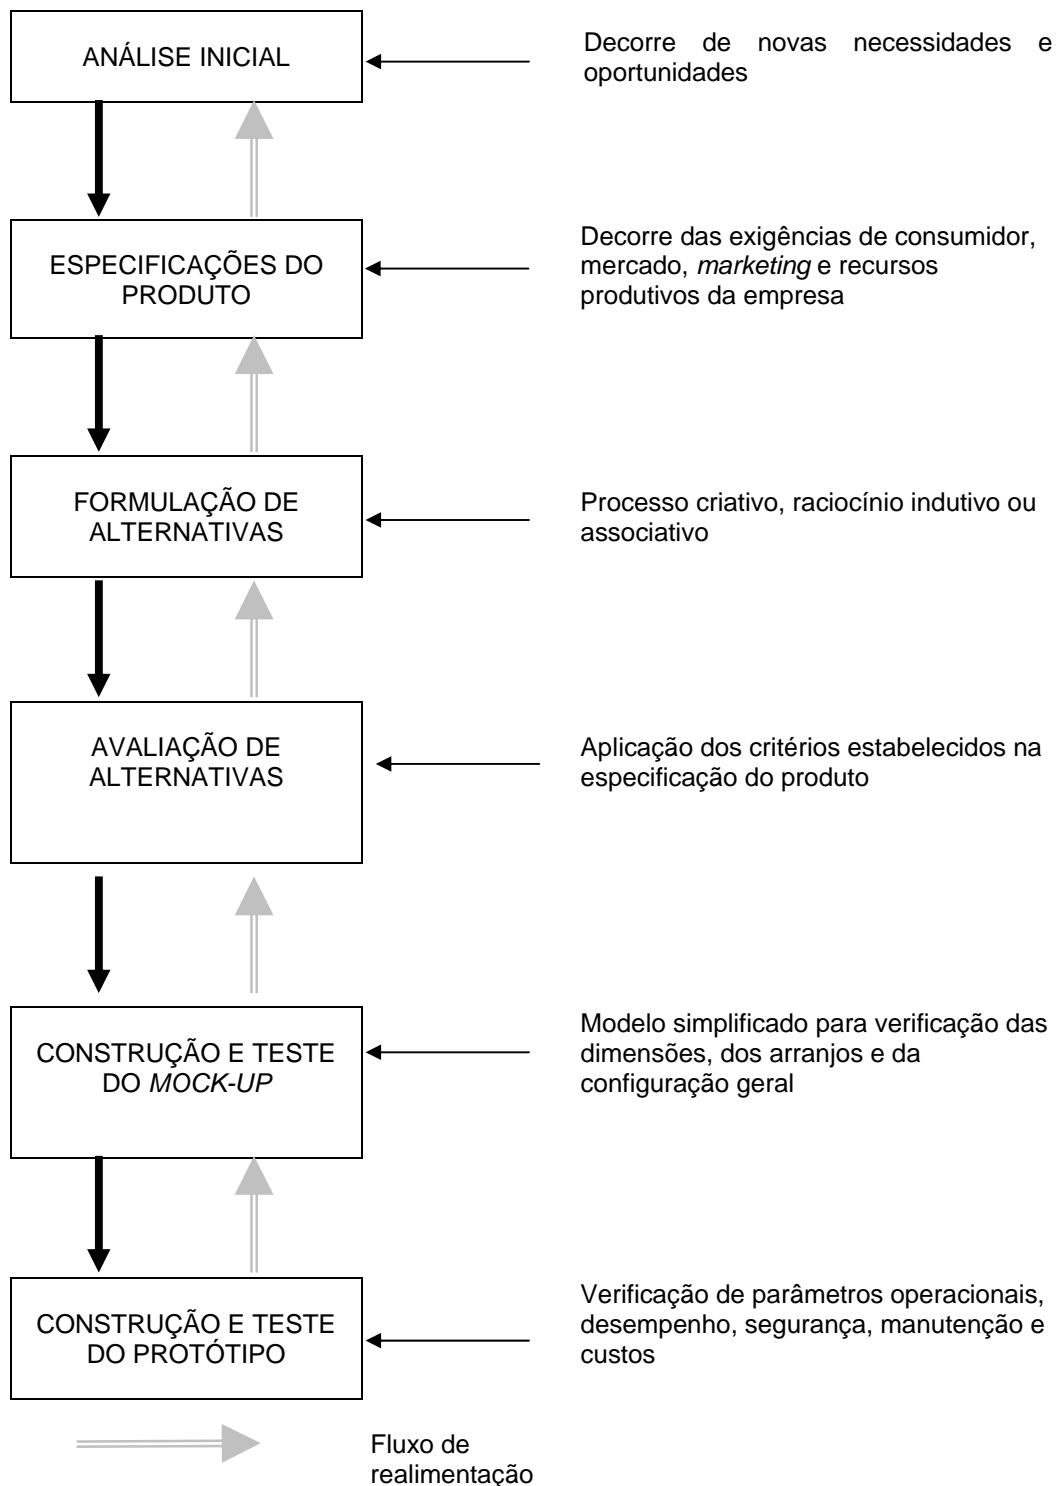 ANÁLISE INICIAL
Decorre de novas necessidades e
oportunidades
ESPECIFICAÇÕES DO
PRODUTO
Decorre das exigências de consumidor,
mercado, marketing e recursos
produtivos da empresa
FORMULAÇÃO DE
ALTERNATIVAS
Processo criativo, raciocínio indutivo ou
associativo
AVALIAÇÃO DE
ALTERNATIVAS
Aplicação dos critérios estabelecidos na
especificação do produto
CONSTRUÇÃO E TESTE
DO MOCK-UP
Modelo simplificado para verificação das
dimensões, dos arranjos e da
configuração geral
CONSTRUÇÃO E TESTE
DO PROTÓTIPO
Verificação de parâmetros operacionais,
desempenho, segurança, manutenção e
custos
Fluxo de
realimentação